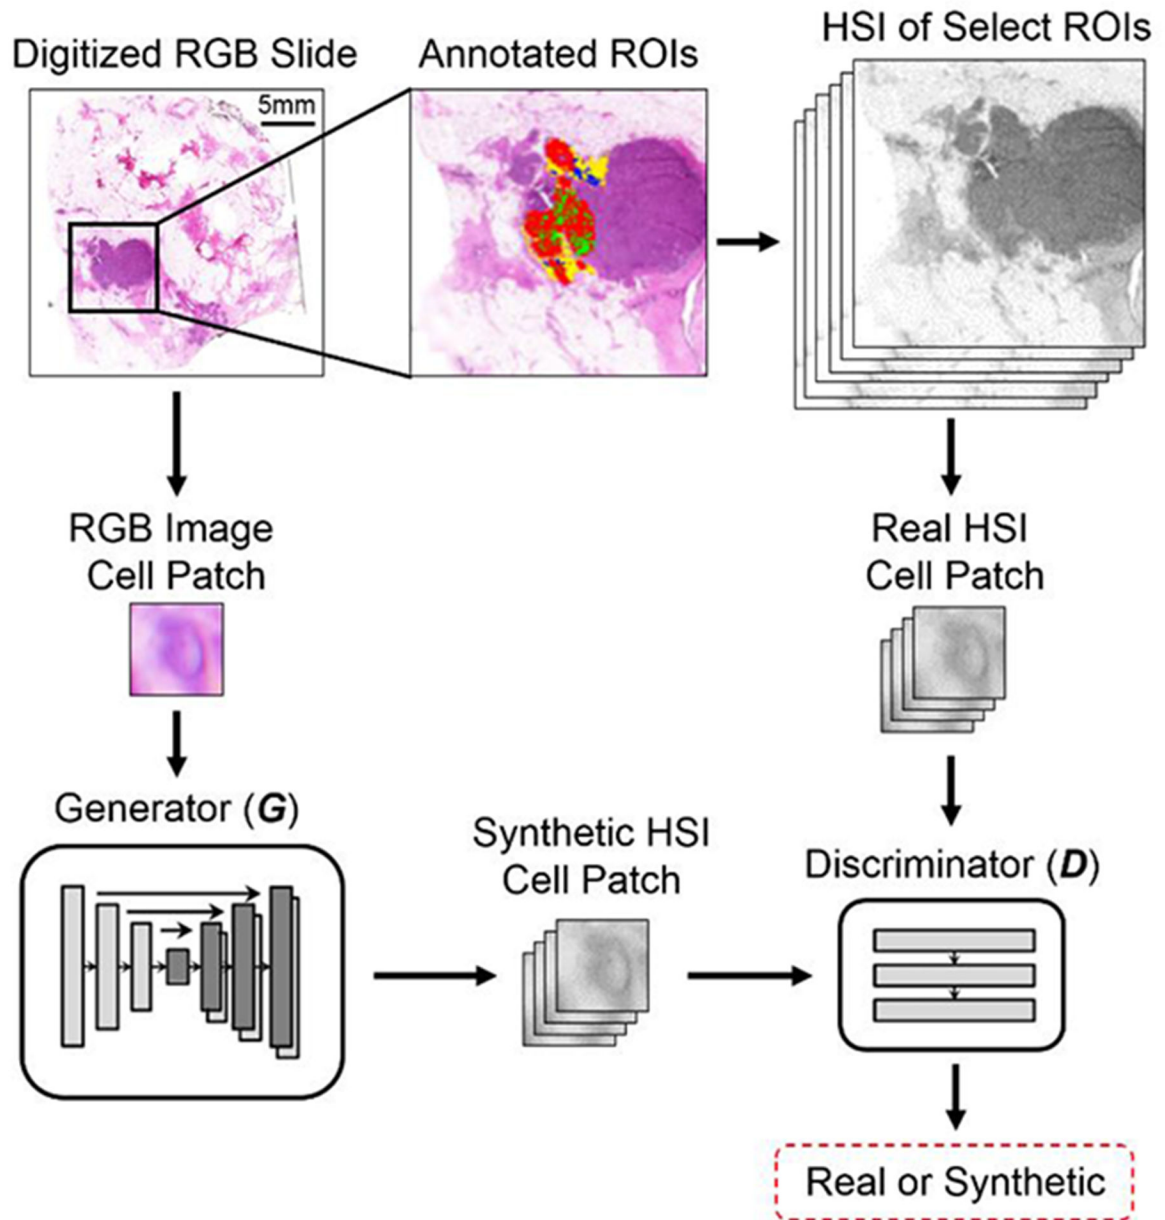 Digitized RGB Slide
Annotated ROIs
HSI of Select ROIs
5mm
RGB Image
Cell Patch
Real HSI
Cell Patch
Generator (G)
Synthetic HSI
Cell Patch
Discriminator (D)
Real or Synthetic